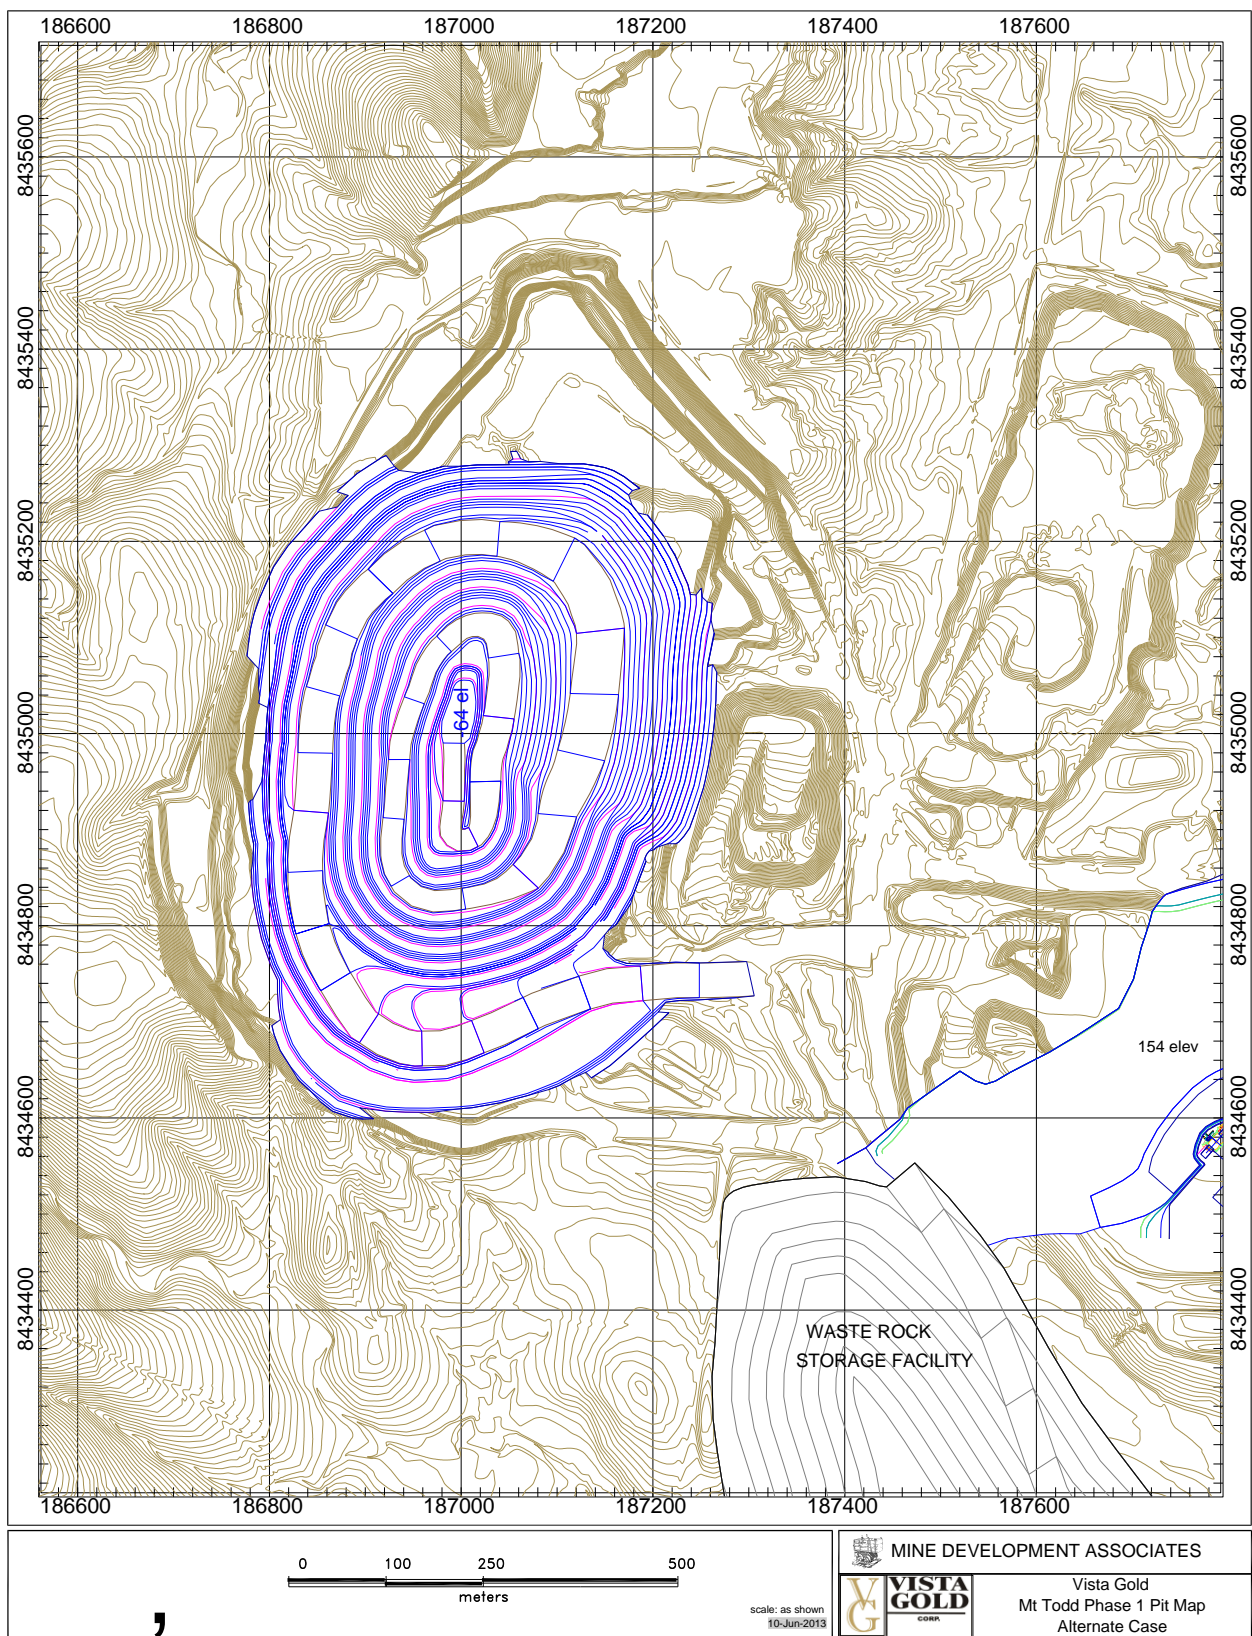 186600 186800 187000 187200 187400 187600
8435600 8435600
8435400 8435400
8435200 8435200
8435000 8435000
-64 el
8434800 8434800
154 elev
8434600 8434600
8434400 8434400
WASTE ROCK
STORAGE FACILITY
186600 186800 187000 187200 187400 187600
0 100 250 500
meters
,
scale: as shown
10-Jun-2013
MINE DEVELOPMENT ASSOCIATES
VG
VISTA
GOLD
CORP.
Vista Gold
Mt Todd Phase 1 Pit Map
Alternate Case